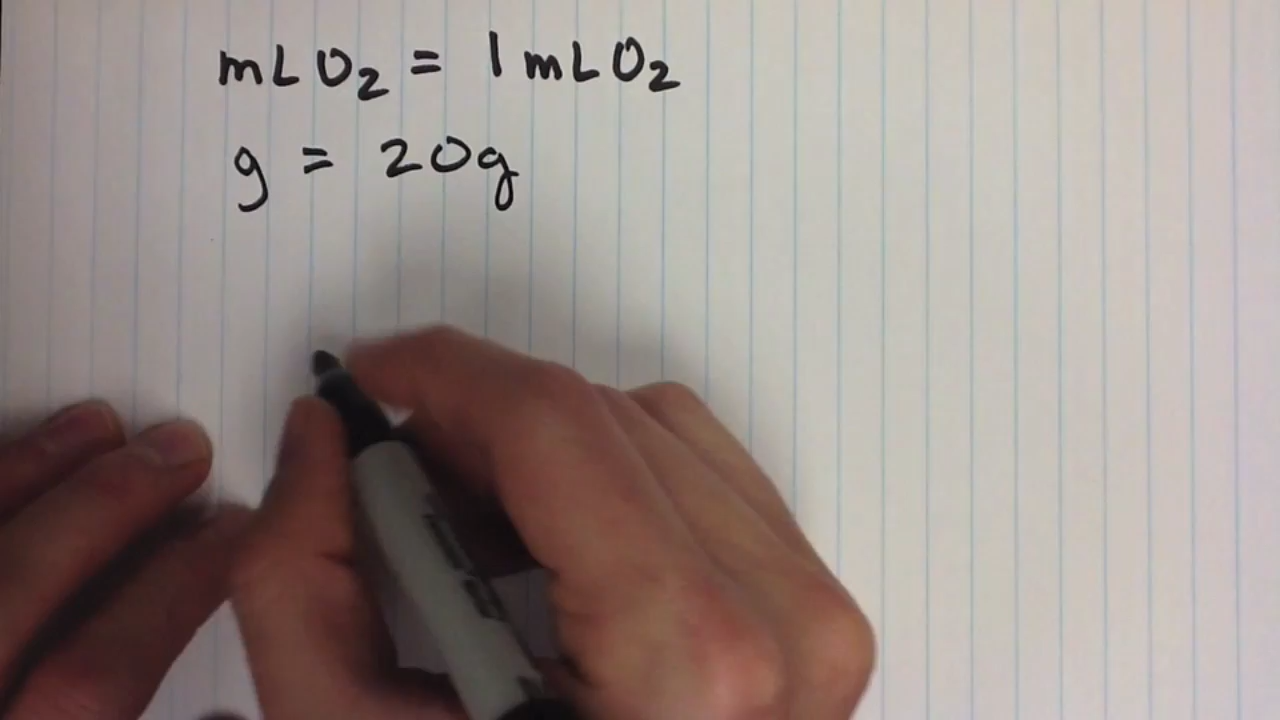 mL O₂ = 1 mL O₂
g = 20g